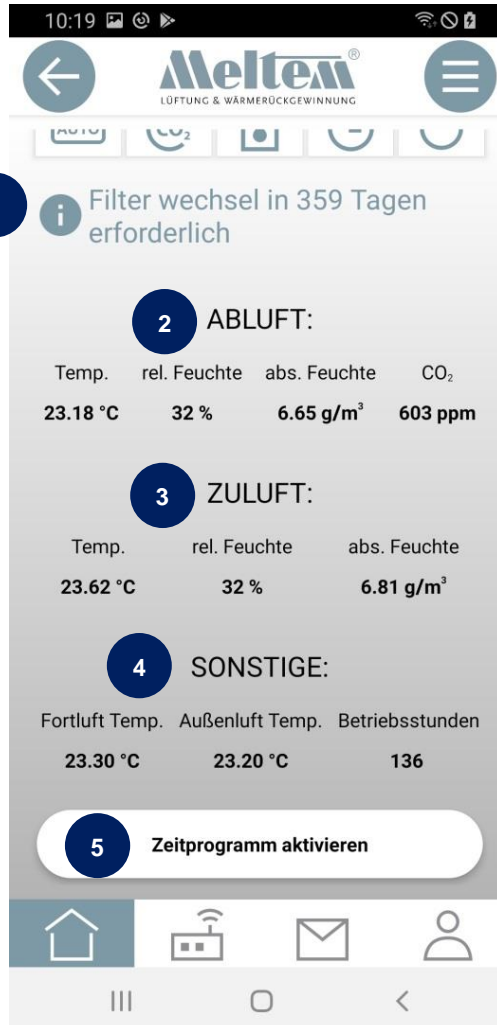 10:19
Meltem®
LÜFTUNG & WÄRMERÜCKGEWINNUNG
AUTO CO₂
i Filter wechsel in 359 Tagen
erforderlich
2 ABLUFT:
Temp. rel. Feuchte abs. Feuchte CO₂
23.18 °C 32 % 6.65 g/m³ 603 ppm
3 ZULUFT:
Temp. rel. Feuchte abs. Feuchte
23.62 °C 32 % 6.81 g/m³
4 SONSTIGE:
Fortluft Temp. Außenluft Temp. Betriebsstunden
23.30 °C 23.20 °C 136
5 Zeitprogramm aktivieren